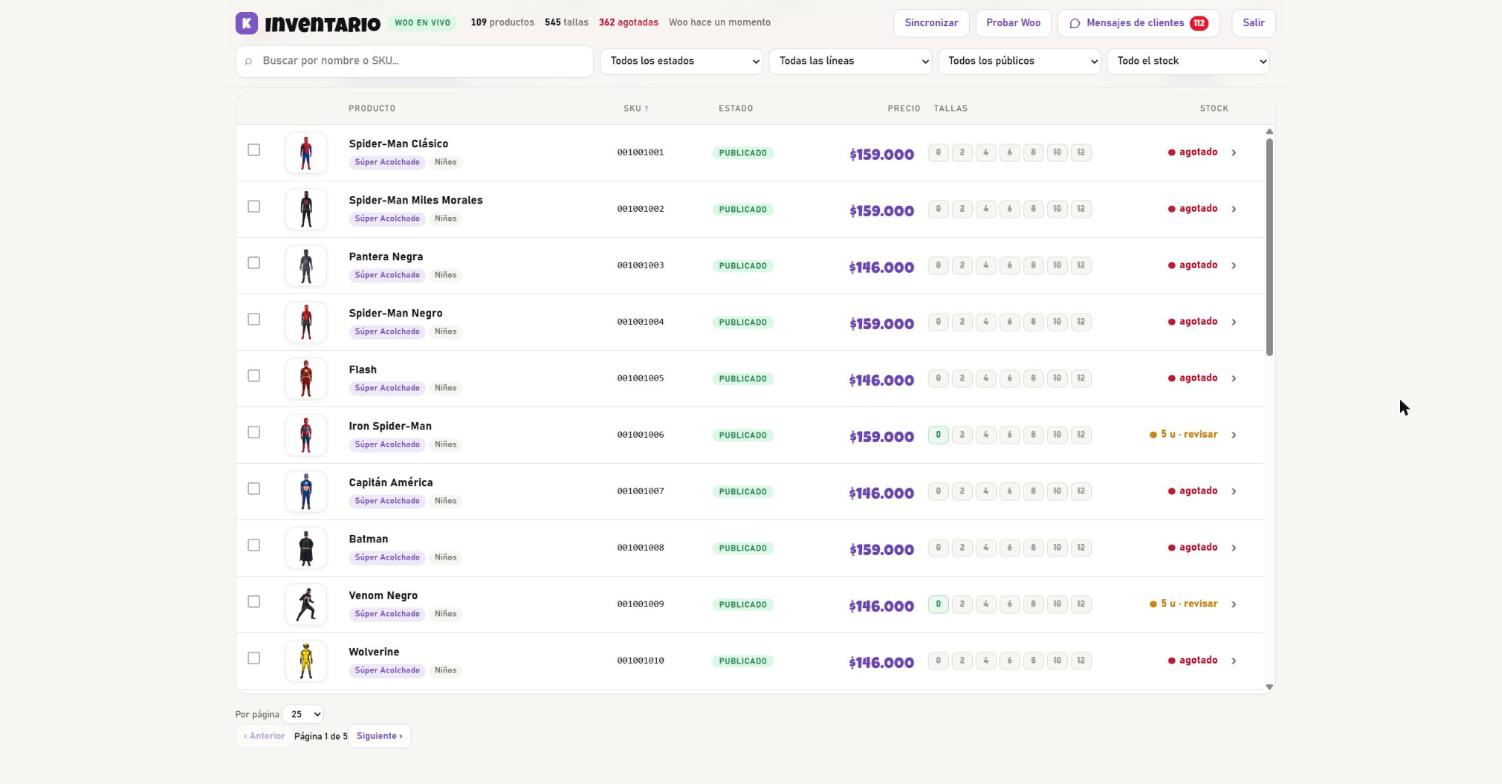 K INVENTARIO WOO EN VIVO 109 productos 545 tallas 362 agotadas Woo hace un momento Sincronizar Probar Woo Mensajes de clientes 112 Salir
Buscar por nombre o SKU... Todos los estados Todas las líneas Todos los públicos Todo el stock
PRODUCTO SKU ↑ ESTADO PRECIO TALLAS STOCK
Spider-Man Clásico
Súper Acolchado Niños 001001001 PUBLICADO $159.000 0 2 4 6 8 10 12 agotado ›
Spider-Man Miles Morales
Súper Acolchado Niños 001001002 PUBLICADO $159.000 0 2 4 6 8 10 12 agotado ›
Pantera Negra
Súper Acolchado Niños 001001003 PUBLICADO $146.000 0 2 4 6 8 10 12 agotado ›
Spider-Man Negro
Súper Acolchado Niños 001001004 PUBLICADO $159.000 0 2 4 6 8 10 12 agotado ›
Flash
Súper Acolchado Niños 001001005 PUBLICADO $146.000 0 2 4 6 8 10 12 agotado ›
Iron Spider-Man
Súper Acolchado Niños 001001006 PUBLICADO $159.000 0 2 4 6 8 10 12 5 u · revisar ›
Capitán América
Súper Acolchado Niños 001001007 PUBLICADO $146.000 0 2 4 6 8 10 12 agotado ›
Batman
Súper Acolchado Niños 001001008 PUBLICADO $159.000 0 2 4 6 8 10 12 agotado ›
Venom Negro
Súper Acolchado Niños 001001009 PUBLICADO $146.000 0 2 4 6 8 10 12 5 u · revisar ›
Wolverine
Súper Acolchado Niños 001001010 PUBLICADO $146.000 0 2 4 6 8 10 12 agotado ›
Por página 25
‹ Anterior Página 1 de 5 Siguiente ›